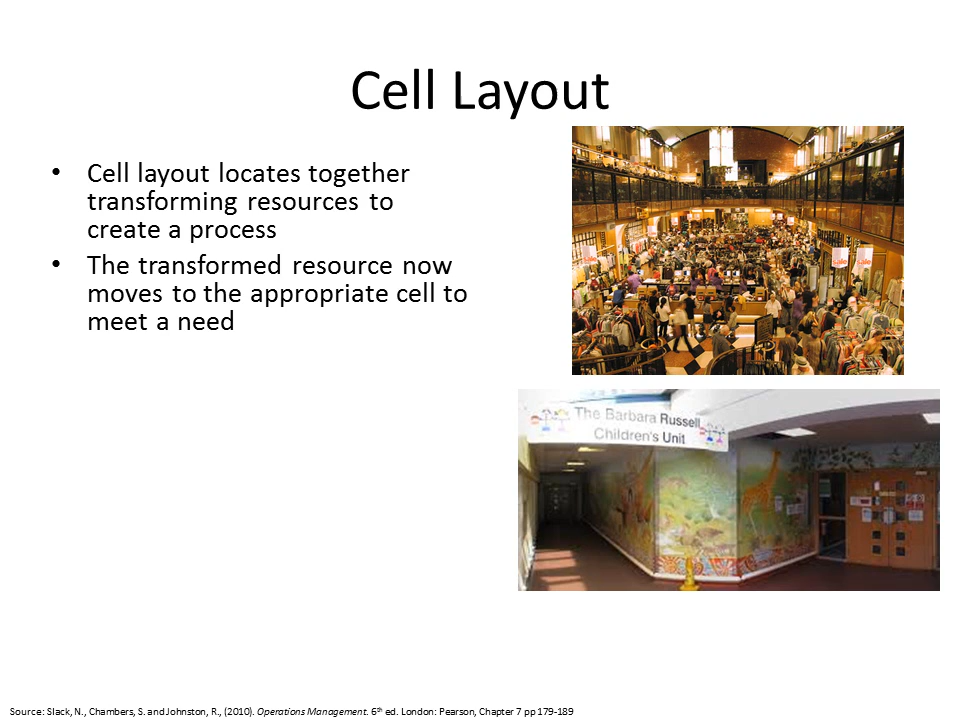 Cell Layout
• Cell layout locates together
transforming resources to
create a process
• The transformed resource now
moves to the appropriate cell to
meet a need
sale
sale
The Barbara Russell
Children's Unit
Source: Slack, N., Chambers, S. and Johnston, R., (2010). Operations Management. 6th ed. London: Pearson, Chapter 7 pp 179-189